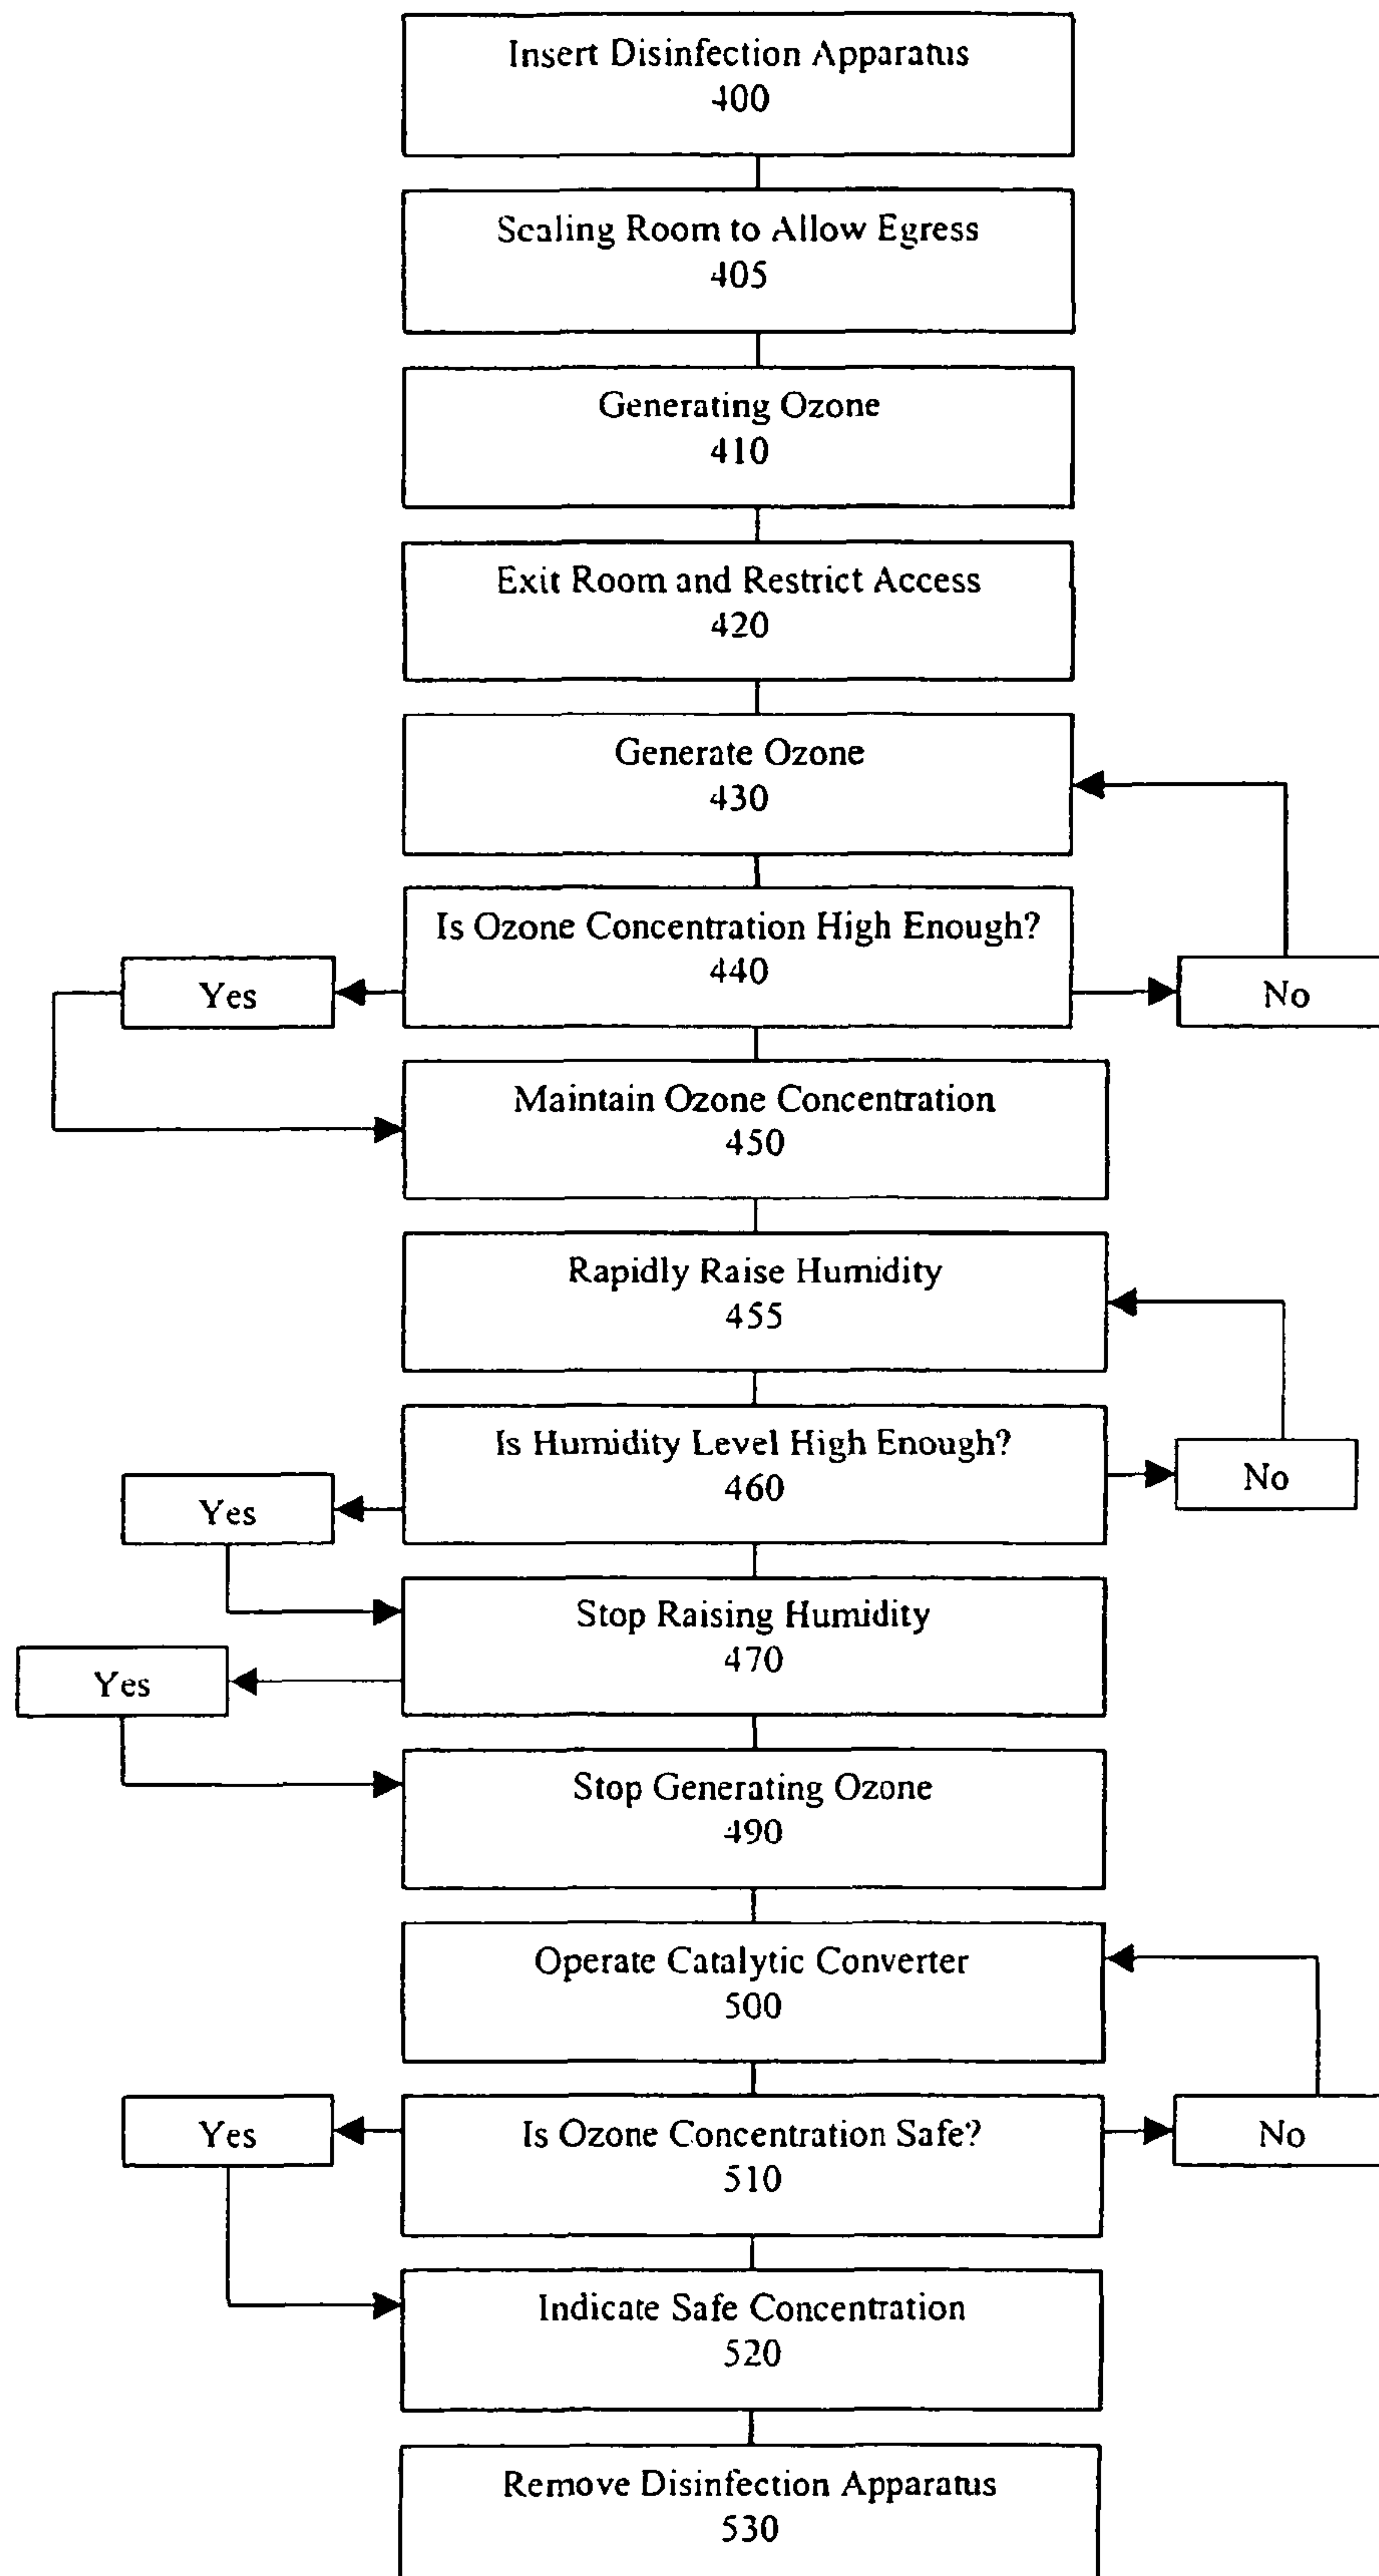 Insert Disinfection Apparatus
400
Sealing Room to Allow Egress
405
Generating Ozone
410
Exit Room and Restrict Access
420
Generate Ozone
430
Is Ozone Concentration High Enough?
440
Yes
No
Maintain Ozone Concentration
450
Rapidly Raise Humidity
455
Is Humidity Level High Enough?
460
Yes
No
Stop Raising Humidity
470
Yes
Stop Generating Ozone
490
Operate Catalytic Converter
500
Is Ozone Concentration Safe?
510
Yes
No
Indicate Safe Concentration
520
Remove Disinfection Apparatus
530